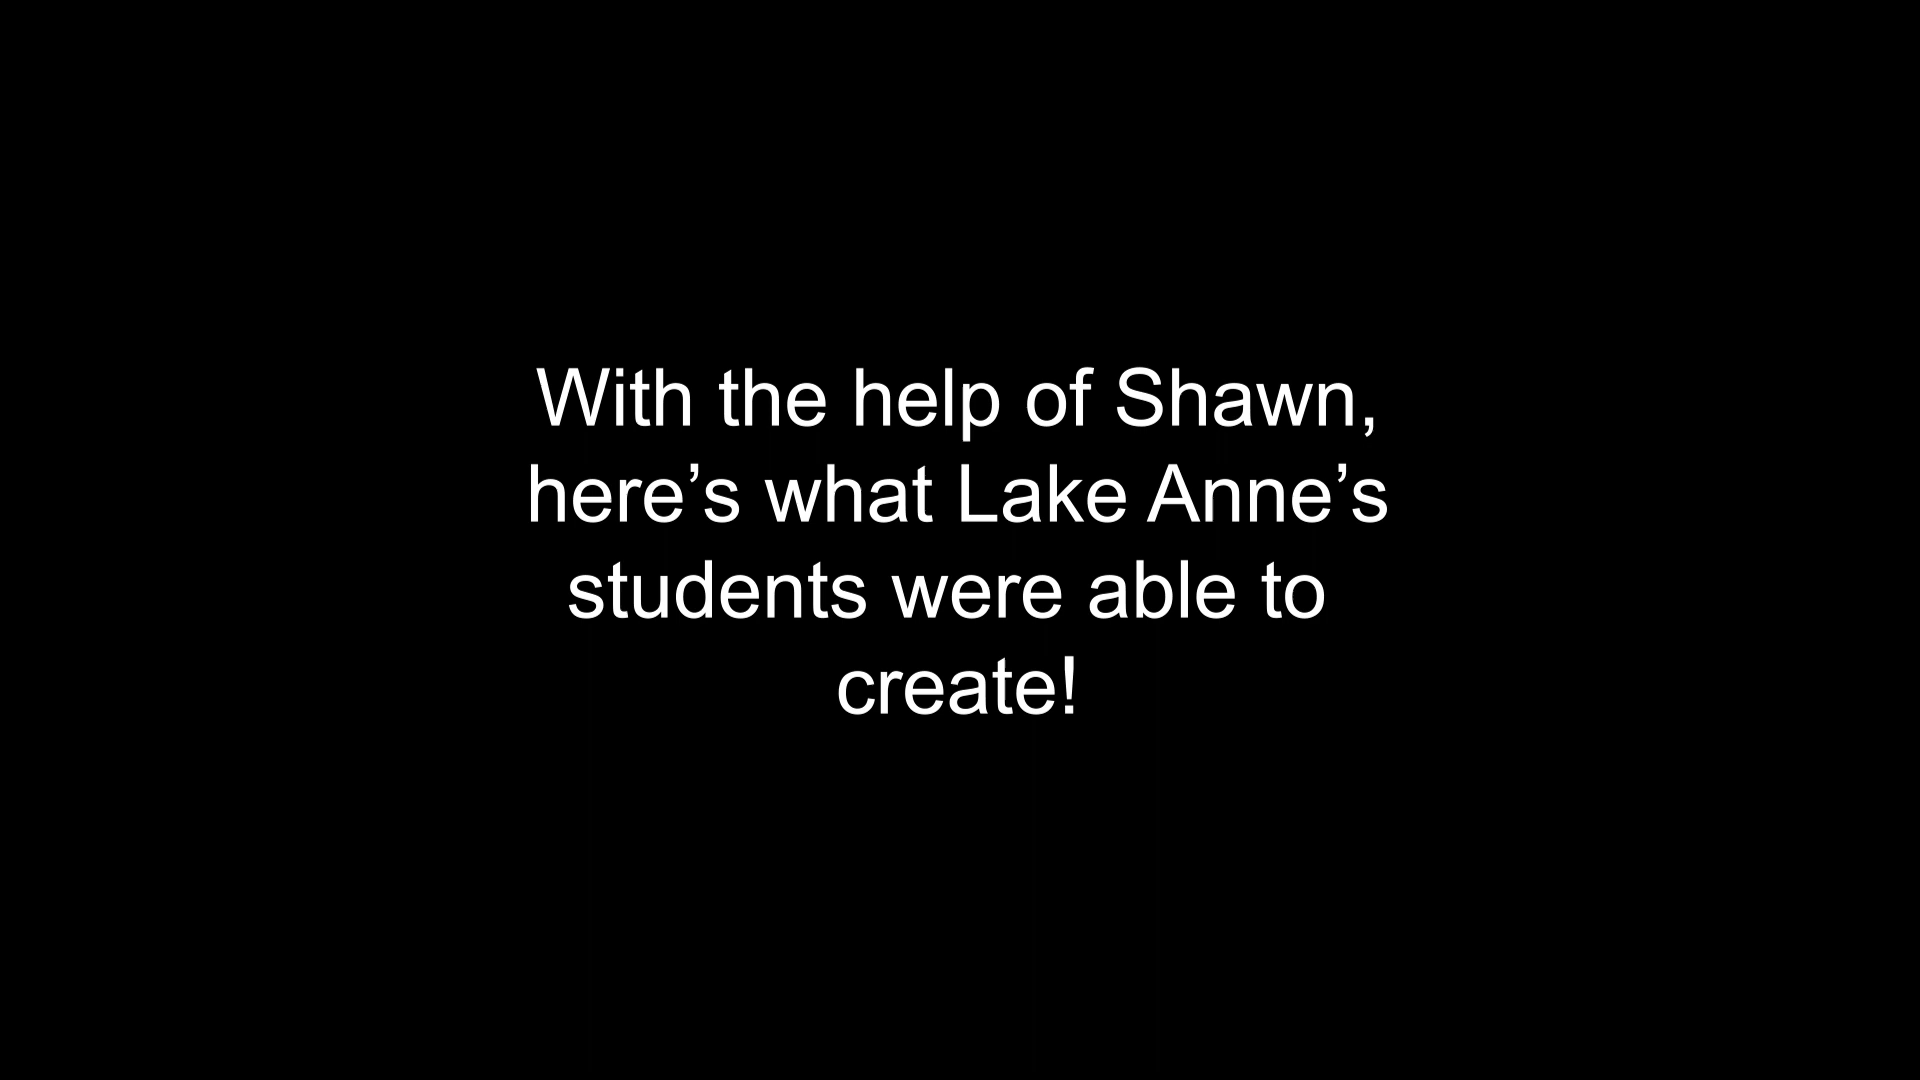 With the help of Shawn,
here’s what Lake Anne’s
students were able to
create!